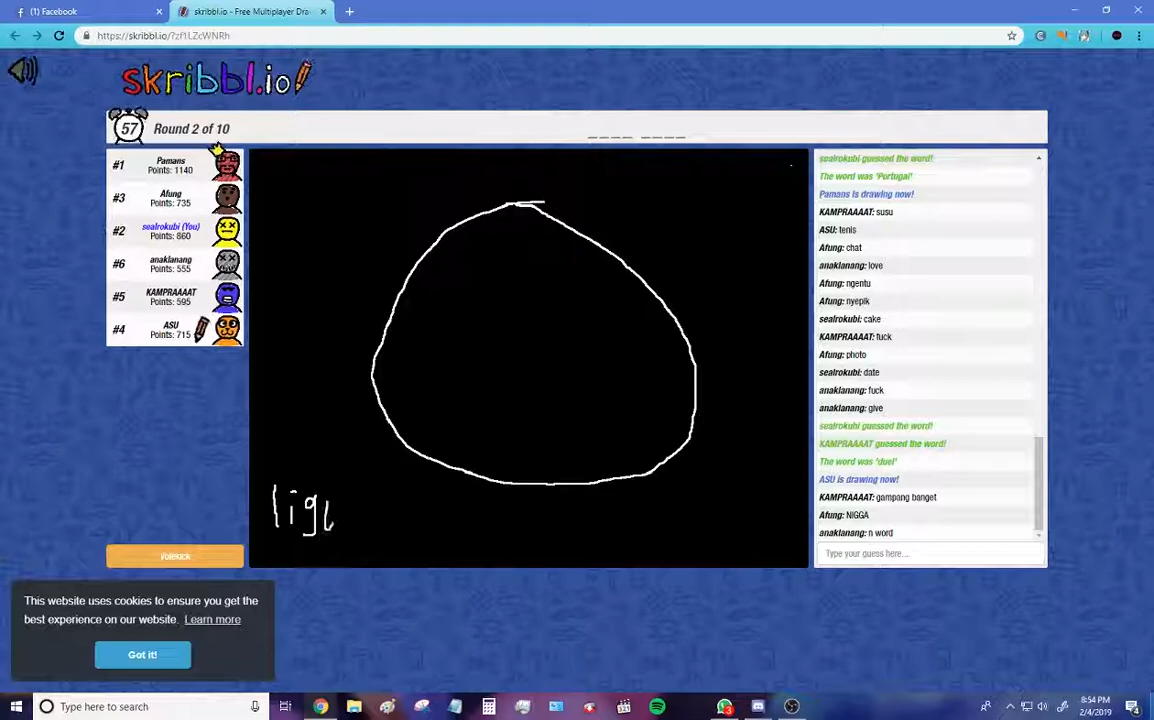 (1) Facebook
skribbl.io - Free Multiplayer Dra
https://skribbl.io/?zf1LZcWNRh
skribbl.io
57
Round 2 of 10
____ ____
#1 Pamans
Points: 1140
#3 Afung
Points: 735
#2 sealrokubi (You)
Points: 860
#6 anaklanang
Points: 555
#5 KAMPRAAAAT
Points: 595
#4 ASU
Points: 715
Votekick
ligh
sealrokubi guessed the word!
The word was 'Portugal'
Pamans is drawing now!
KAMPRAAAAT: susu
ASU: tenis
Afung: chat
anaklanang: love
Afung: ngentu
Afung: nyepik
sealrokubi: cake
KAMPRAAAAT: fuck
Afung: photo
sealrokubi: date
anaklanang: fuck
anaklanang: give
sealrokubi guessed the word!
KAMPRAAAAT guessed the word!
The word was 'duel'
ASU is drawing now!
KAMPRAAAAT: gampang banget
Afung: NIGGA
anaklanang: n word
Type your guess here...
This website uses cookies to ensure you get the
best experience on our website. Learn more
Got it!
Type here to search
3
8:54 PM
2/4/2019
4